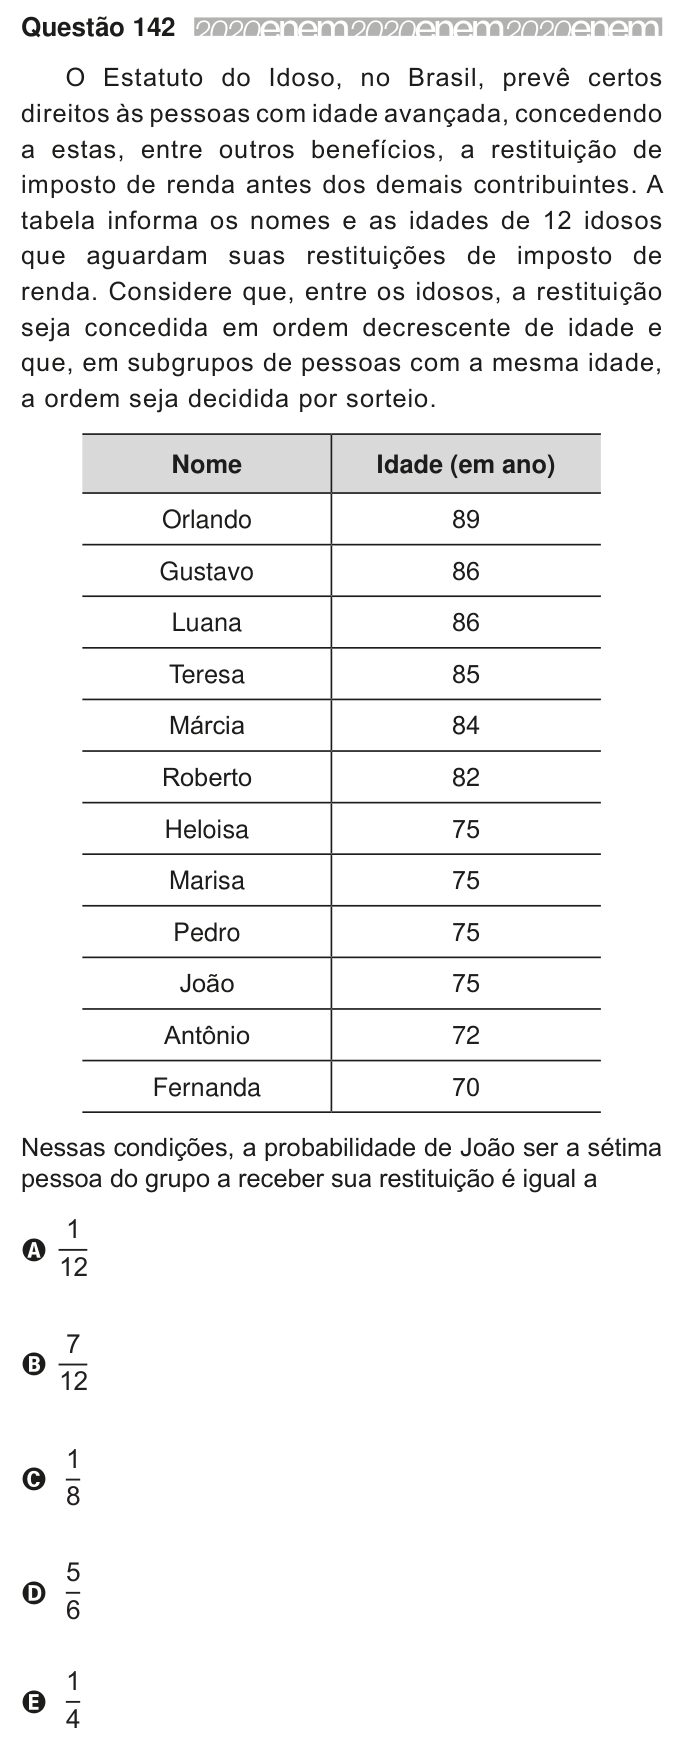 Questão 142 2020enem2020enem2020enem
O Estatuto do Idoso, no Brasil, prevê certos
direitos às pessoas com idade avançada, concedendo
a estas, entre outros benefícios, a restituição de
imposto de renda antes dos demais contribuintes. A
tabela informa os nomes e as idades de 12 idosos
que aguardam suas restituições de imposto de
renda. Considere que, entre os idosos, a restituição
seja concedida em ordem decrescente de idade e
que, em subgrupos de pessoas com a mesma idade,
a ordem seja decidida por sorteio.
Nome Idade (em ano)
Orlando 89
Gustavo 86
Luana 86
Teresa 85
Márcia 84
Roberto 82
Heloisa 75
Marisa 75
Pedro 75
João 75
Antônio 72
Fernanda 70
Nessas condições, a probabilidade de João ser a sétima
pessoa do grupo a receber sua restituição é igual a
A 1/12
B 7/12
C 1/8
D 5/6
E 1/4